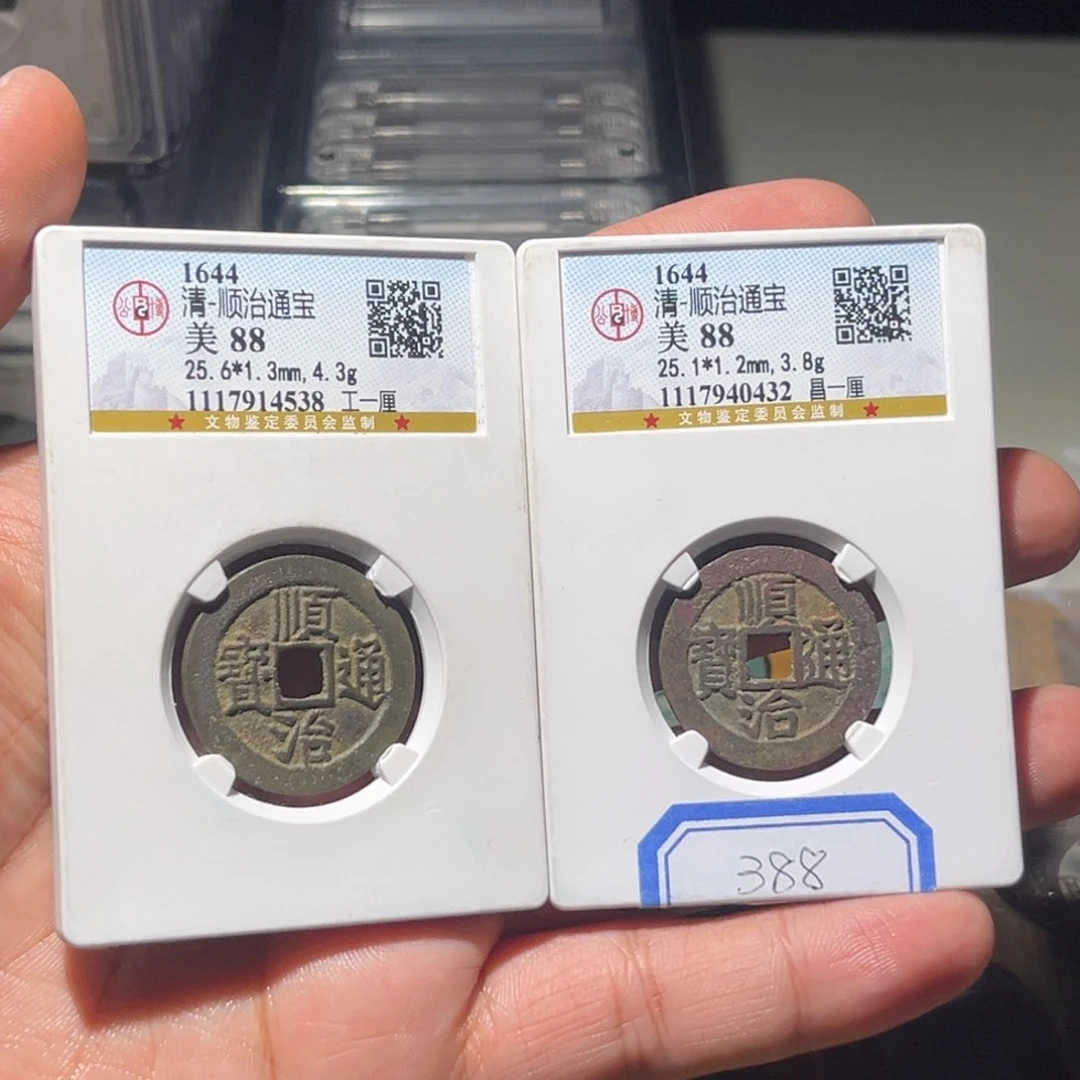 1644
清-顺治通宝
美 88
25.6*1.3mm, 4.3g
1117914538 工一厘
★ 文物鉴定委员会监制 ★
順
寶 通
治
1644
清-顺治通宝
美 88
25.1*1.2mm, 3.8g
1117940432 昌一厘
★ 文物鉴定委员会监制 ★
順
寶 通
治
388